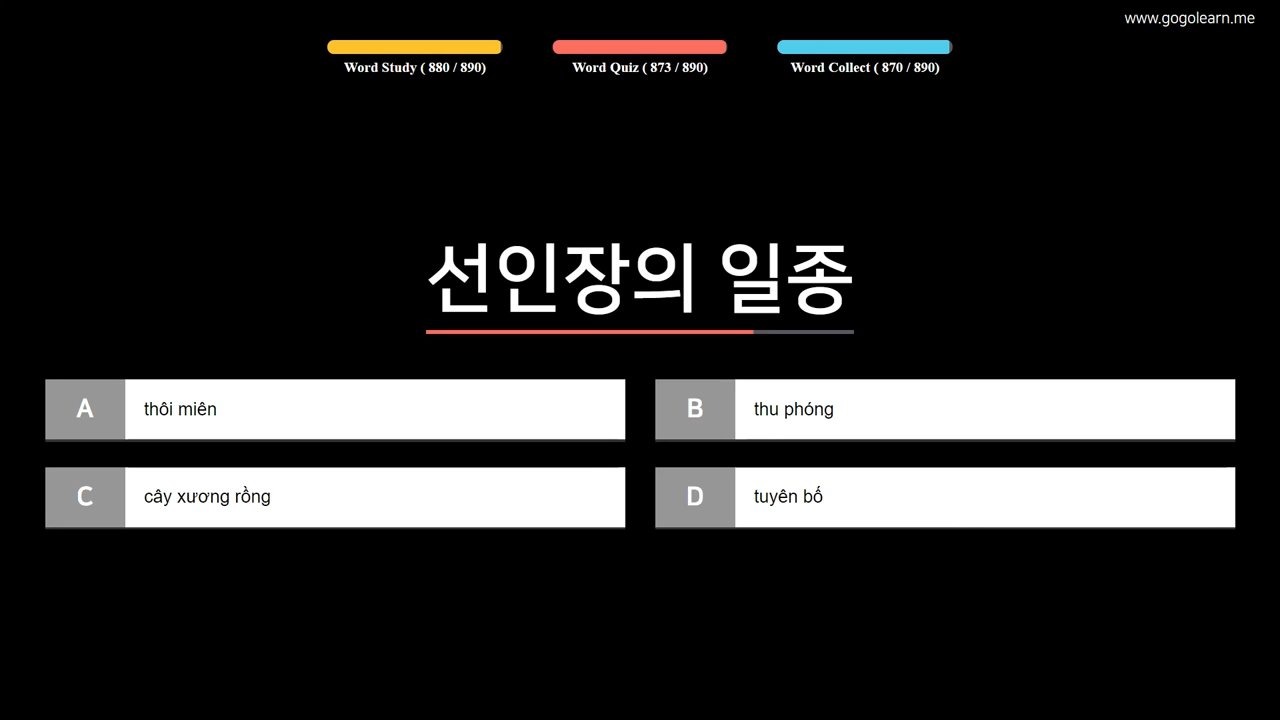 www.gogolearn.me
Word Study ( 880 / 890)
Word Quiz ( 873 / 890)
Word Collect ( 870 / 890)
선인장의 일종
A thôi miên
B thu phóng
C cây xương rồng
D tuyên bố